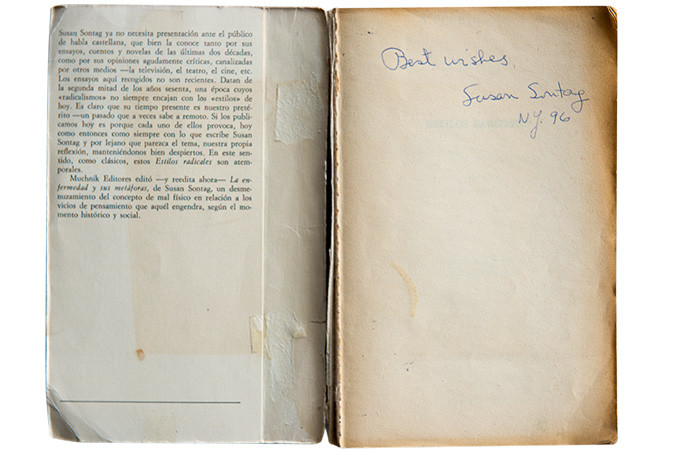 Susan Sontag ya no necesita presentación ante el público
de habla castellana, que bien la conoce tanto por sus
ensayos, cuentos y novelas de las últimas dos décadas,
como por sus opiniones agudamente críticas, canalizadas
por otros medios —la televisión, el teatro, el cine, etc.
Los ensayos aquí recogidos no son recientes. Datan de
la segunda mitad de los años sesenta, una época cuyos
«radicalismos» no siempre encajan con los «estilos» de
hoy. Es claro que su tiempo presente es nuestro preté-
rito —un pasado que a veces sabe a remoto. Si los publi-
camos hoy es porque cada uno de ellos provoca, hoy
como entonces como siempre con lo que escribe Susan
Sontag y por lejano que parezca el tema, nuestra propia
reflexión, manteniéndonos bien despiertos. En este sen-
tido, como clásicos, estos Estilos radicales son atem-
porales.
Muchnik Editores editó —y reedita ahora— La en-
fermedad y sus metáforas, de Susan Sontag, un desme-
nuzamiento del concepto de mal físico en relación a los
vicios de pensamiento que aquél engendra, según el mo-
mento histórico y social.
Best wishes,
Susan Sontag
N.Y. 96